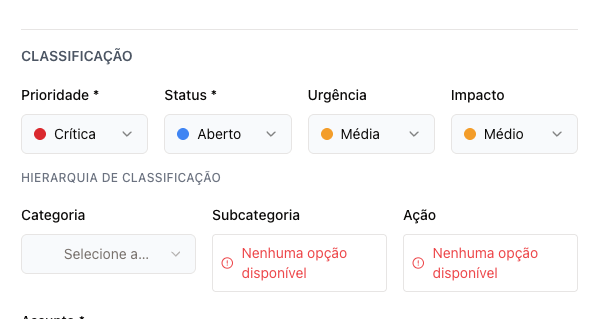 CLASSIFICAÇÃO
Prioridade * Status * Urgência Impacto
Crítica Aberto Média Médio
HIERARQUIA DE CLASSIFICAÇÃO
Categoria Subcategoria Ação
Selecione a... Nenhuma opção disponível Nenhuma opção disponível